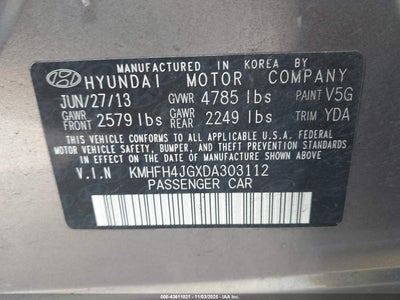 MANUFACTURED IN KOREA BY
HYUNDAI MOTOR COMPANY
JUN/27/13 GVWR 4785 lbs PAINT V5G
GAWR FRONT 2579 lbs GAWR REAR 2249 lbs TRIM YDA
THIS VEHICLE CONFORMS TO ALL APPLICABLE U.S. FEDERAL
MOTOR VEHICLE SAFETY, BUMPER, AND THEFT PREVENTION
STANDARDS IN EFFECT ON THE DATE OF MANUFACTURE SHOWN ABOVE.
V.I.N KMHFH4JGXDA303112
PASSENGER CAR
000-43611021 - 11/03/2025 - IAAI.COM